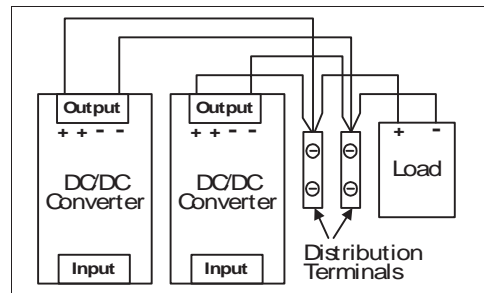 Output
+ + - -
DC/DC
Converter
Input
Output
+ + - -
DC/DC
Converter
Input
+ -
Load
Distribution
Terminals